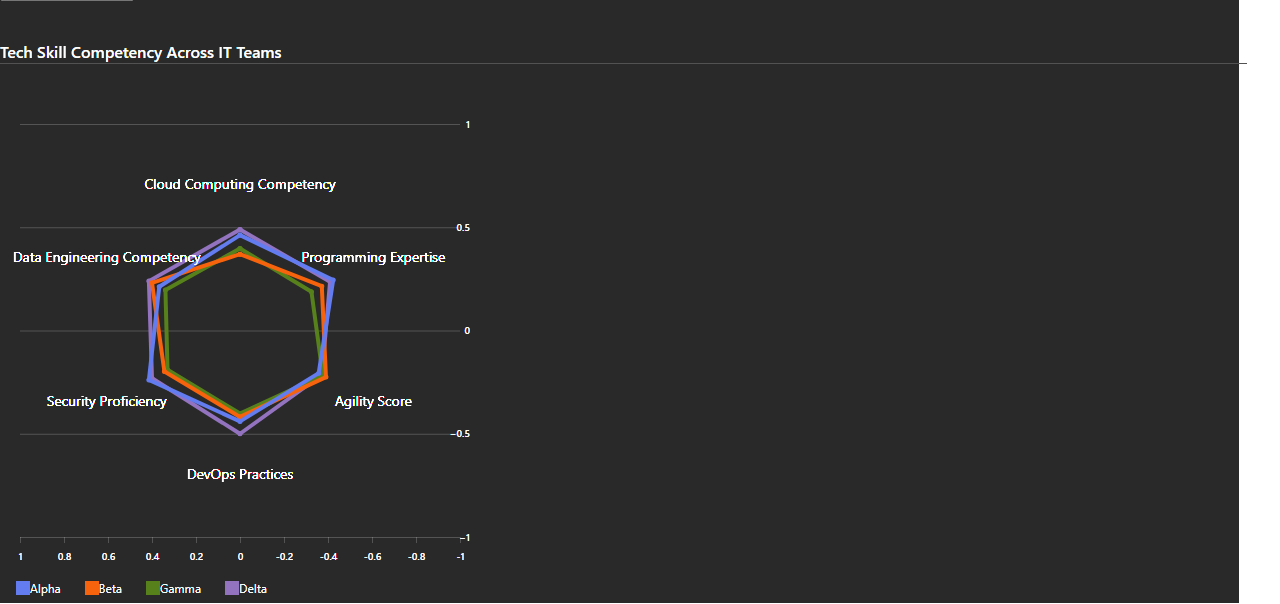 Tech Skill Competency Across IT Teams
1
Cloud Computing Competency
0.5
Data Engineering Competency
Programming Expertise
0
Security Proficiency
Agility Score
-0.5
DevOps Practices
-1
1 0.8 0.6 0.4 0.2 0 -0.2 -0.4 -0.6 -0.8 -1
Alpha Beta Gamma Delta